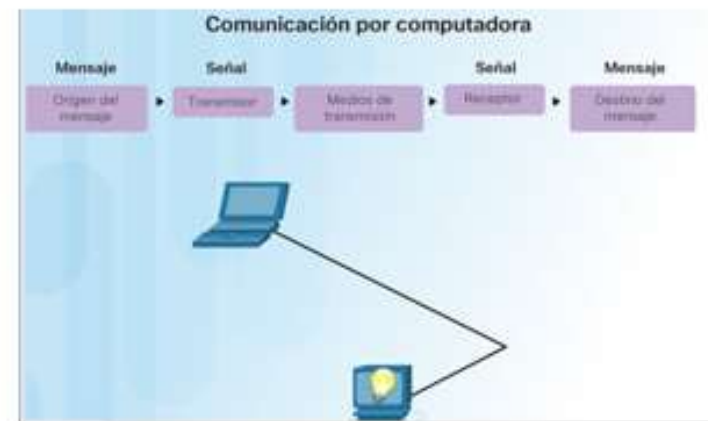 Comunicación por computadora
Mensaje
Señal
Señal
Mensaje
Origen del
mensaje
Transmisor
Medios de
transmisión
Receptor
Destino del
mensaje